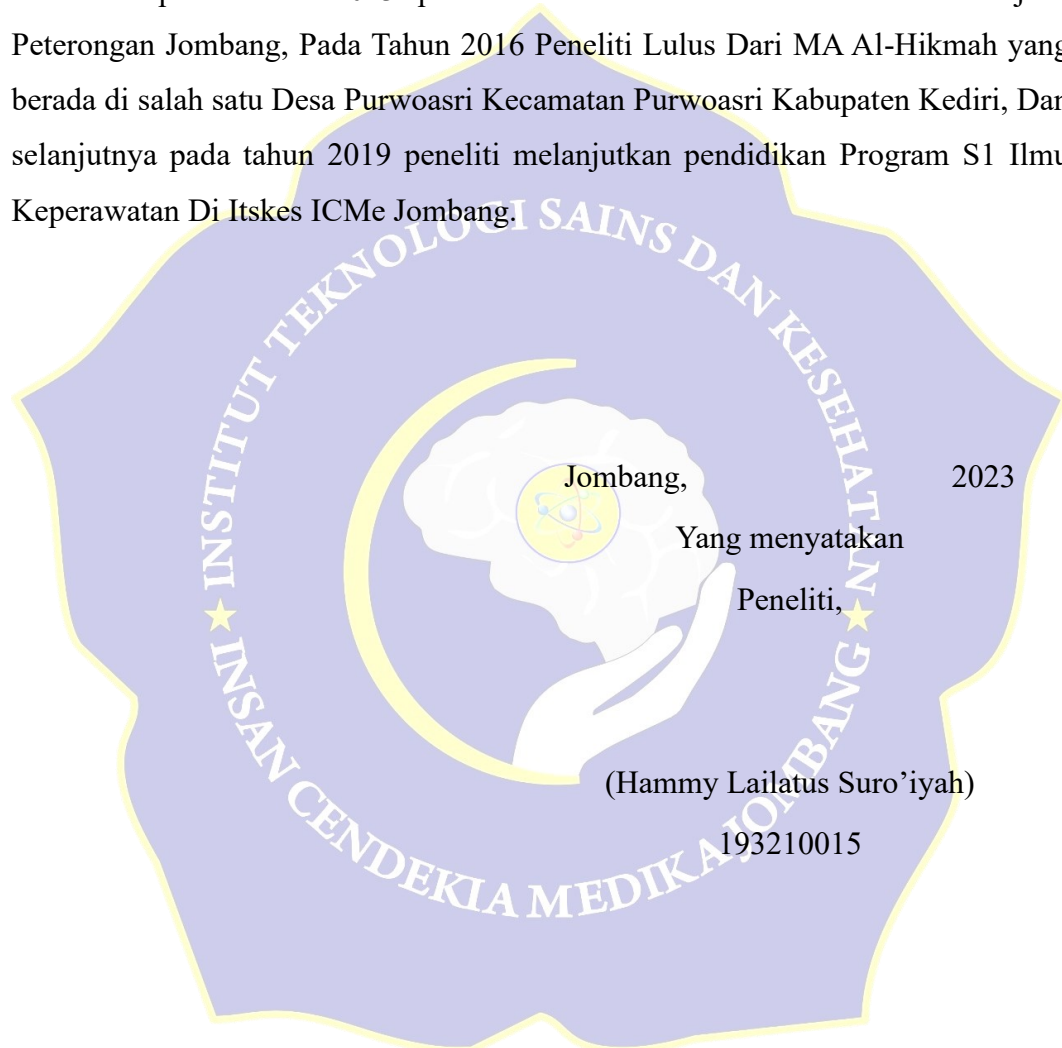 Peterongan Jombang, Pada Tahun 2016 Peneliti Lulus Dari MA Al-Hikmah yang
berada di salah satu Desa Purwoasri Kecamatan Purwoasri Kabupaten Kediri, Dan
selanjutnya pada tahun 2019 peneliti melanjutkan pendidikan Program S1 Ilmu
Keperawatan Di Itskes ICMe Jombang.
INSTITUT TEKNOLOGI SAINS DAN KESEHATAN
Jombang, 2023
Yang menyatakan
Peneliti,
(Hammy Lailatus Suro’iyah)
193210015
INSAN CENDEKIA MEDIKA JOMBANG